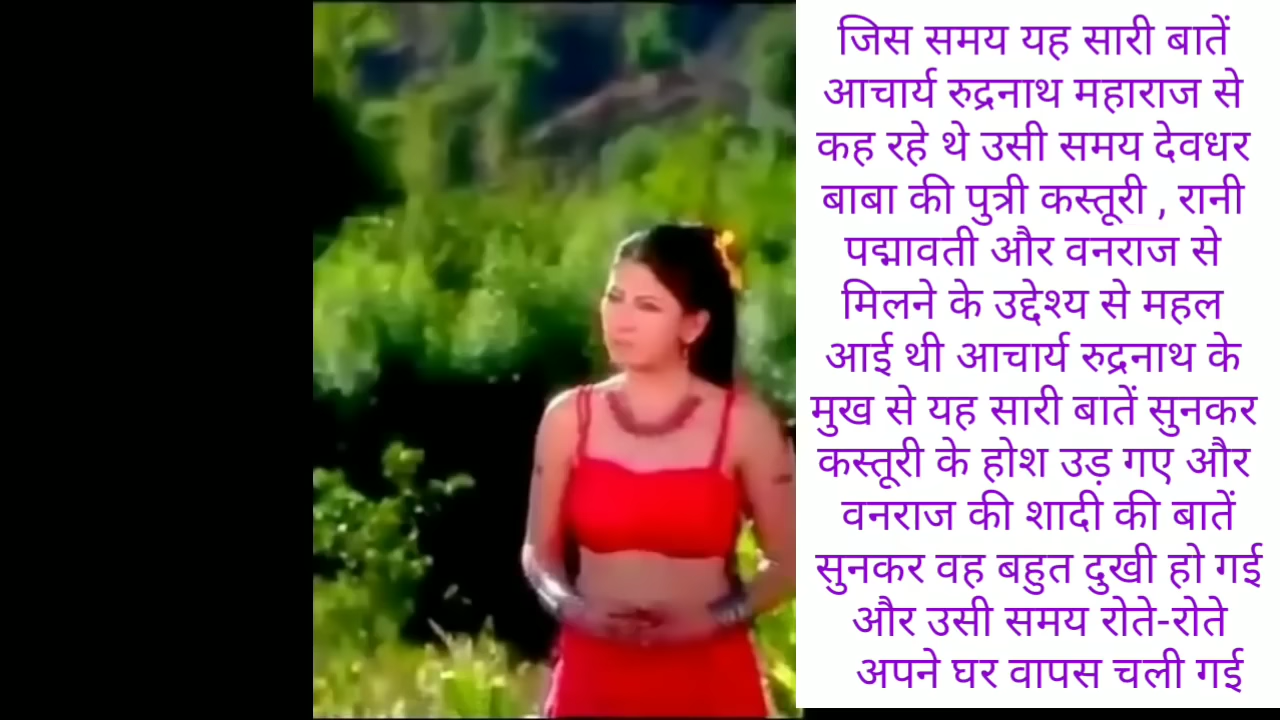 जिस समय यह सारी बातें
आचार्य रुद्रनाथ महाराज से
कह रहे थे उसी समय देवधर
बाबा की पुत्री कस्तूरी , रानी
पद्मावती और वनराज से
मिलने के उद्देश्य से महल
आई थी आचार्य रुद्रनाथ के
मुख से यह सारी बातें सुनकर
कस्तूरी के होश उड़ गए और
वनराज की शादी की बातें
सुनकर वह बहुत दुखी हो गई
और उसी समय रोते-रोते
अपने घर वापस चली गई